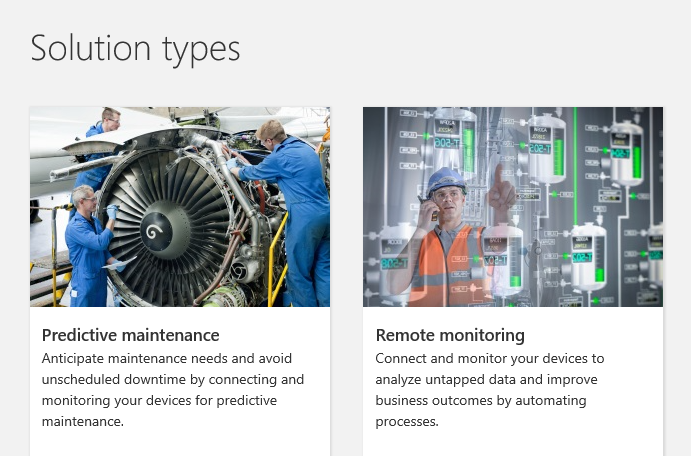 Solution types
Predictive maintenance
Anticipate maintenance needs and avoid
unscheduled downtime by connecting and
monitoring your devices for predictive
maintenance.
Remote monitoring
Connect and monitor your devices to
analyze untapped data and improve
business outcomes by automating
processes.